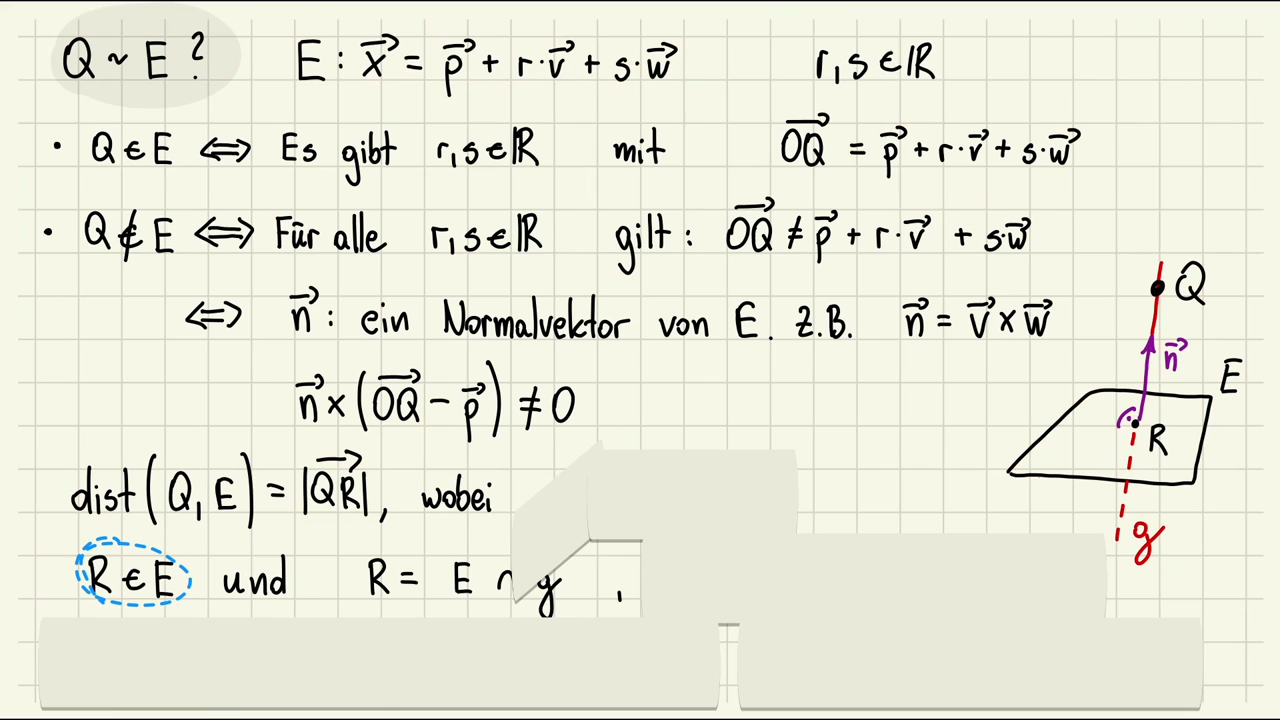 Q ~ E ? E : x⃗ = p⃗ + r·v⃗ + s·w⃗ r, s ∈ ℝ
· Q ∈ E ⟺ Es gibt r, s ∈ ℝ mit OQ⃗ = p⃗ + r·v⃗ + s·w⃗
· Q ∉ E ⟺ Für alle r, s ∈ ℝ gilt : OQ⃗ ≠ p⃗ + r·v⃗ + s·w⃗
⟺ n⃗ : ein Normalvektor von E. z.B. n⃗ = v⃗ × w⃗
n⃗ × (OQ⃗ − p⃗) ≠ 0
dist(Q, E) = |QR⃗|, wobei
R ∈ E und R = E ∩ g ,
Q
n⃗
E
R
g